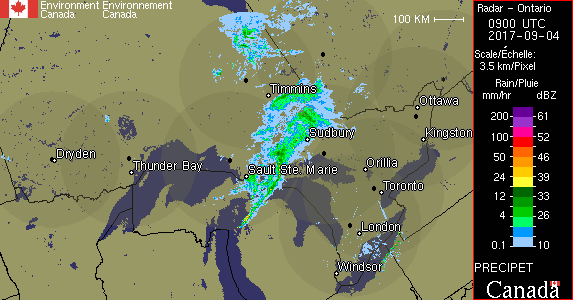 Environment Environnement
Canada Canada
100 KM
Timmins
Ottawa
Sudbury
Kingston
Dryden
Thunder Bay
Orillia
Sault Ste. Marie
Toronto
London
Windsor
Radar - Ontario
0900 UTC
2017-09-04
Scale/Échelle:
3.5 km/Pixel
Rain/Pluie
mm/hr dBZ
200 61
100 52
50 46
24 39
12 33
4 26
0.1 10
PRECIPET
Canada